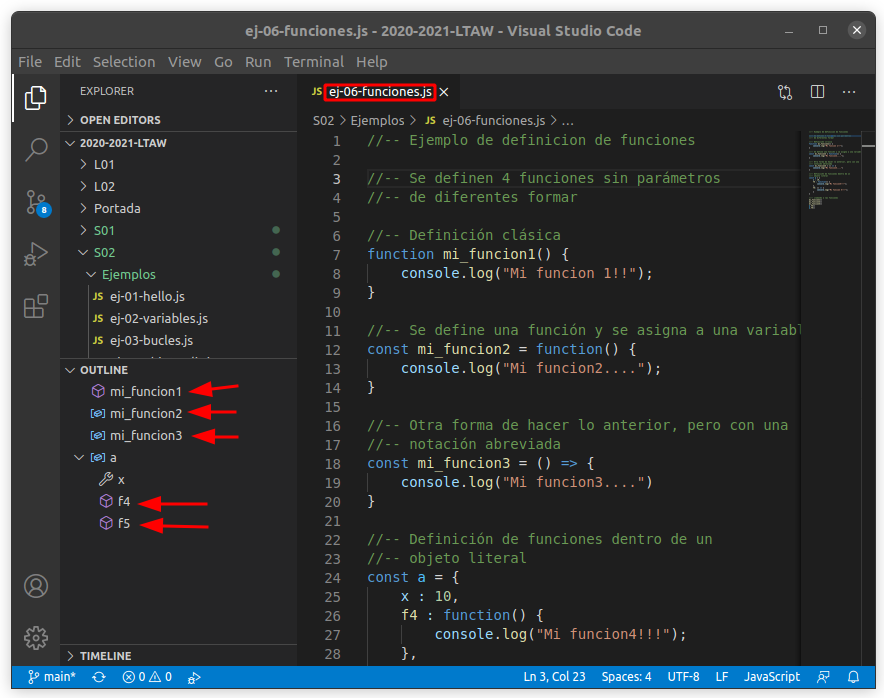 ej-06-funciones.js - 2020-2021-LTAW - Visual Studio Code
File Edit Selection View Go Run Terminal Help
EXPLORER
OPEN EDITORS
2020-2021-LTAW
L01
L02
Portada
S01
S02
Ejemplos
JS ej-01-hello.js
JS ej-02-variables.js
JS ej-03-bucles.js
OUTLINE
mi_funcion1
mi_funcion2
mi_funcion3
a
x
f4
f5
TIMELINE
8
JS ej-06-funciones.js
S02 > Ejemplos > JS ej-06-funciones.js > ...
1 //-- Ejemplo de definicion de funciones
2
3 //-- Se definen 4 funciones sin parámetros
4 //-- de diferentes formar
5
6 //-- Definición clásica
7 function mi_funcion1() {
8 console.log("Mi funcion 1!!");
9 }
10
11 //-- Se define una función y se asigna a una variabl
12 const mi_funcion2 = function() {
13 console.log("Mi funcion2....");
14 }
15
16 //-- Otra forma de hacer lo anterior, pero con una
17 //-- notación abreviada
18 const mi_funcion3 = () => {
19 console.log("Mi funcion3....")
20 }
21
22 //-- Definición de funciones dentro de un
23 //-- objeto literal
24 const a = {
25 x : 10,
26 f4 : function() {
27 console.log("Mi funcion4!!!");
28 },
main* 0 0 Ln 3, Col 23 Spaces: 4 UTF-8 LF JavaScript